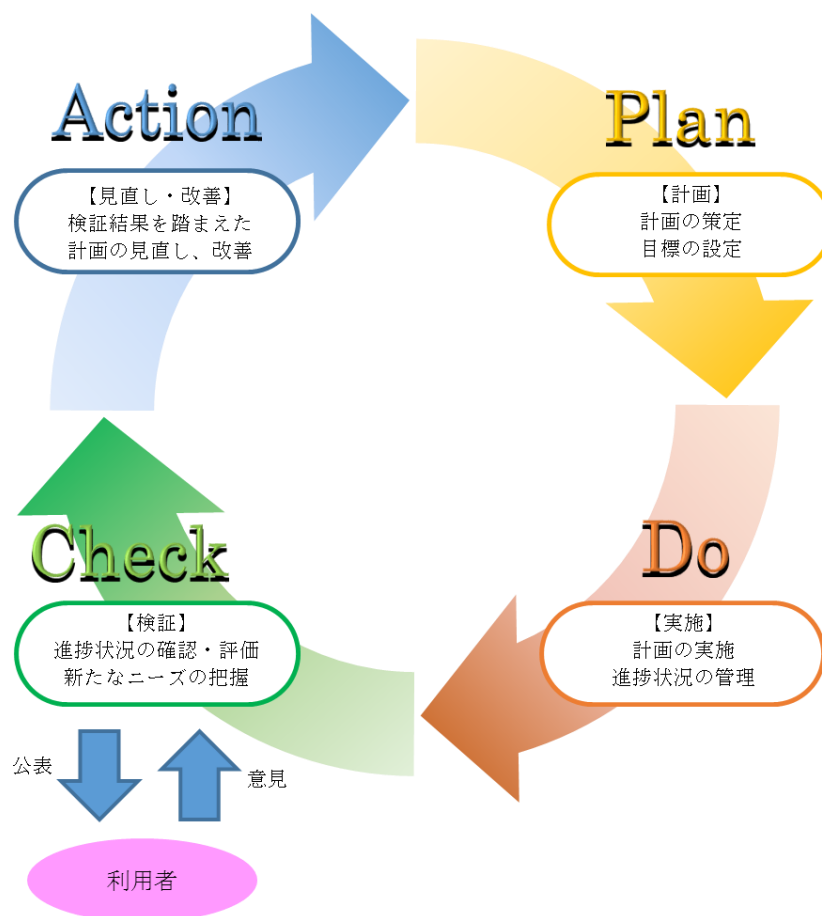 Action
【見直し・改善】
検証結果を踏まえた
計画の見直し、改善
Plan
【計画】
計画の策定
目標の設定
Do
【実施】
計画の実施
進捗状況の管理
Check
【検証】
進捗状況の確認・評価
新たなニーズの把握
公表
意見
利用者